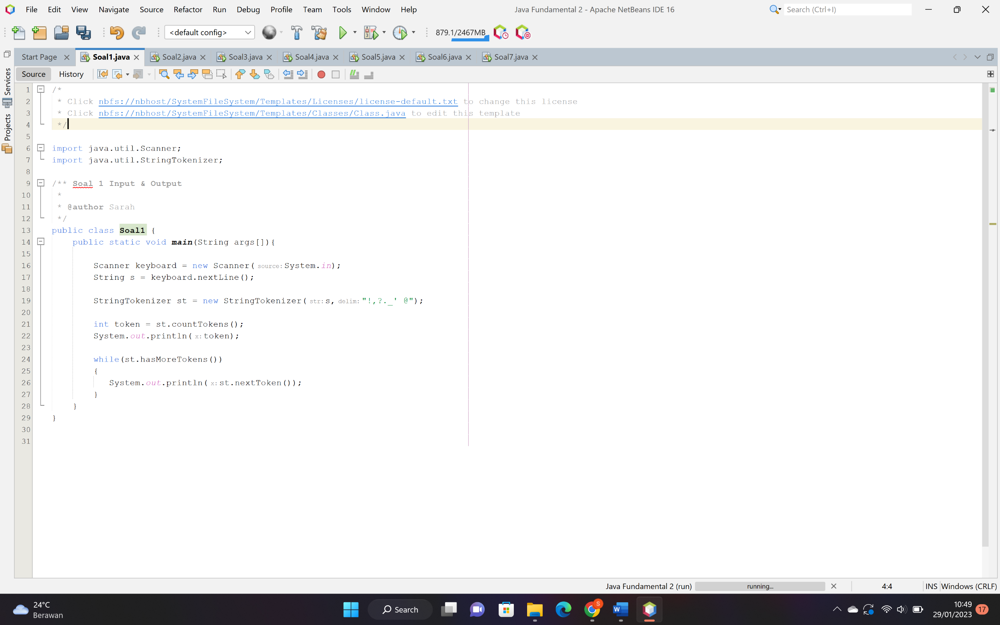 File Edit View Navigate Source Refactor Run Debug Profile Team Tools Window Help
Java Fundamental 2 - Apache NetBeans IDE 16
Search (Ctrl+I)
<default config>
879.1/2467MB
Start Page
Soal1.java
Soal2.java
Soal3.java
Soal4.java
Soal5.java
Soal6.java
Soal7.java
Source History
Services
Projects
1 /*
2 * Click nbfs://nbhost/SystemFileSystem/Templates/Licenses/license-default.txt to change this license
3 * Click nbfs://nbhost/SystemFileSystem/Templates/Classes/Class.java to edit this template
4 */
5
6 import java.util.Scanner;
7 import java.util.StringTokenizer;
8
9 /** Soal 1 Input & Output
10 *
11 * @author Sarah
12 */
13 public class Soal1 {
14 public static void main(String args[]){
15
16 Scanner keyboard = new Scanner( source: System.in);
17 String s = keyboard.nextLine();
18
19 StringTokenizer st = new StringTokenizer( str: s, delim: "!,?._' @");
20
21 int token = st.countTokens();
22 System.out.println( x: token);
23
24 while(st.hasMoreTokens())
25 {
26 System.out.println( x: st.nextToken());
27 }
28 }
29 }
30
31
Java Fundamental 2 (run) running... 4:4 INS Windows (CRLF)
24°C
Berawan
Search
S
W
10:49
29/01/2023
17